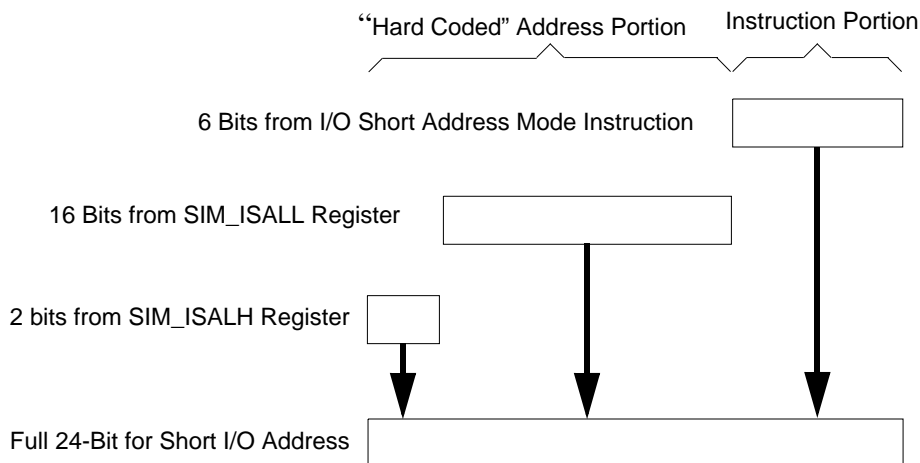 “Hard Coded” Address Portion
Instruction Portion
6 Bits from I/O Short Address Mode Instruction
16 Bits from SIM_ISALL Register
2 bits from SIM_ISALH Register
Full 24-Bit for Short I/O Address